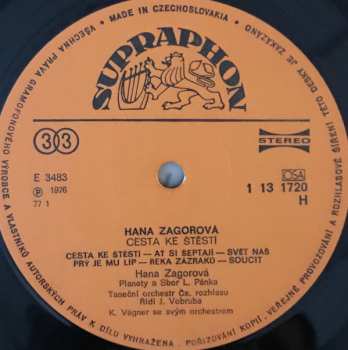 MADE IN CZECHOSLOVAKIA
VŠECHNA PRÁVA GRAMOFONOVÉHO VÝROBCE A VLASTNÍKŮ AUTORSKÝCH PRÁV K DÍLU VYHRAŽENA • POŘIZOVÁNÍ KOPIÍ, VEŘEJNÉ PROVOZOVÁNÍ A ROZHLASOVÉ ŠÍŘENÍ TÉTO DESKY JE ZAKÁZÁNO
SUPRAPHON
33
STEREO
E 3483
℗ 1976
77 1
OSA
1 13 1720
H
HANA ZAGOROVÁ
CESTA KE ŠTĚSTÍ
CESTA KE ŠTĚSTÍ — AŤ SI ŠEPTAJÍ — SVĚT NÁŠ
PRÝ JE MU LÍP — ŘEKA ZÁZRAKŮ — SOUCIT
Hana Zagorová
Planety a Sbor L. Pánka
Taneční orchestr Čs. rozhlasu
Řídí J. Vobruba
K. Vágner se svým orchestrem